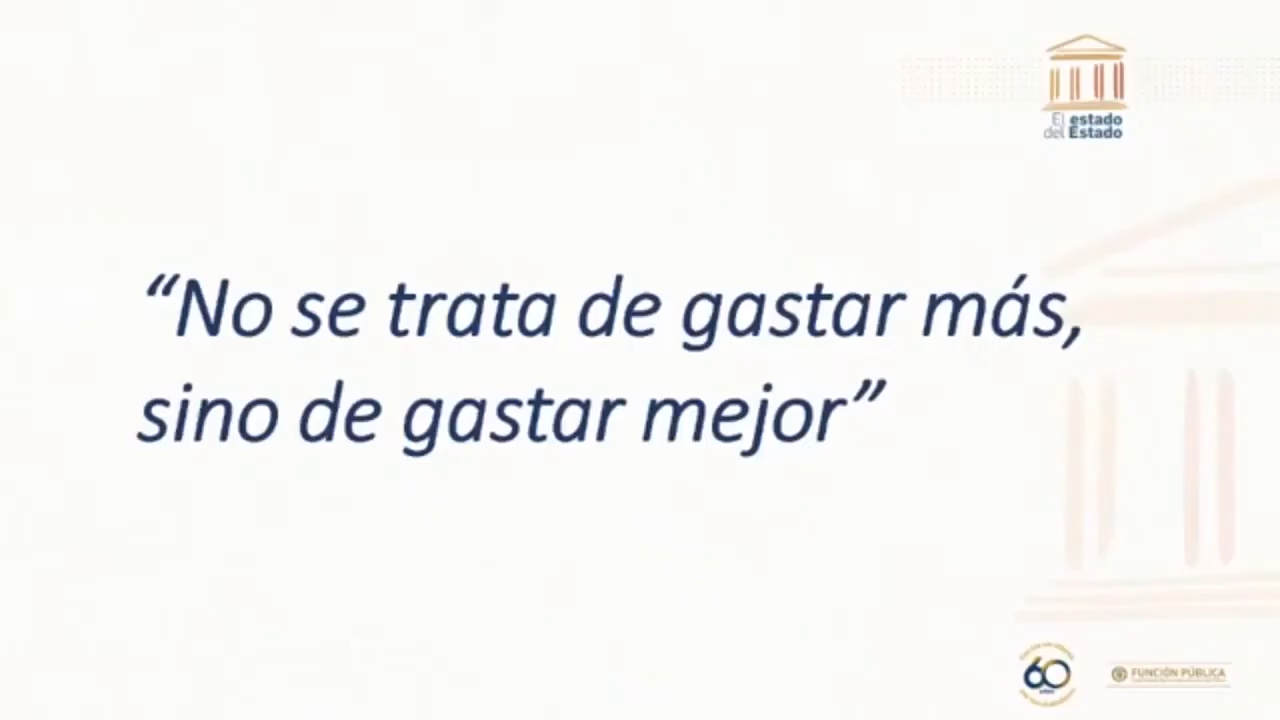 El estado
del Estado
“No se trata de gastar más,
sino de gastar mejor”
60
FUNCIÓN PÚBLICA